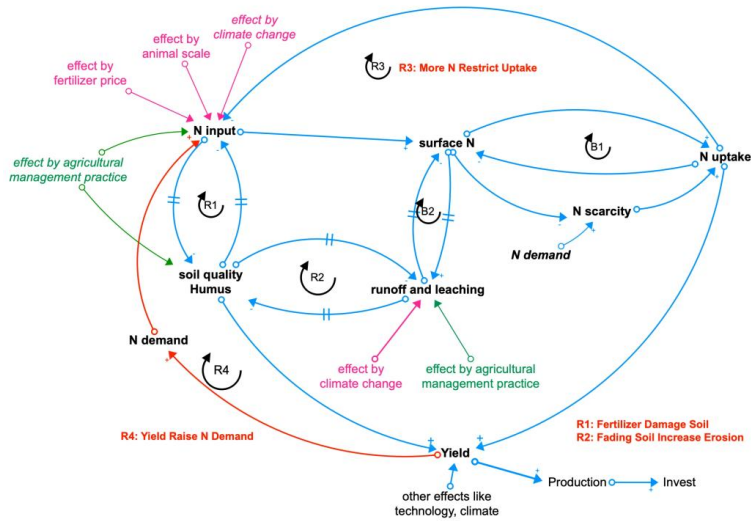 effect by
climate change
effect by
animal scale
effect by
fertilizer price
R3
R3: More N Restrict Uptake
N input
surface N
B1
N uptake
effect by agricultural
management practice
R1
B2
N scarcity
N demand
soil quality
Humus
R2
runoff and leaching
N demand
R4
effect by
climate change
effect by agricultural
management practice
R4: Yield Raise N Demand
R1: Fertilizer Damage Soil
R2: Fading Soil Increase Erosion
Yield
Production
Invest
other effects like
technology, climate